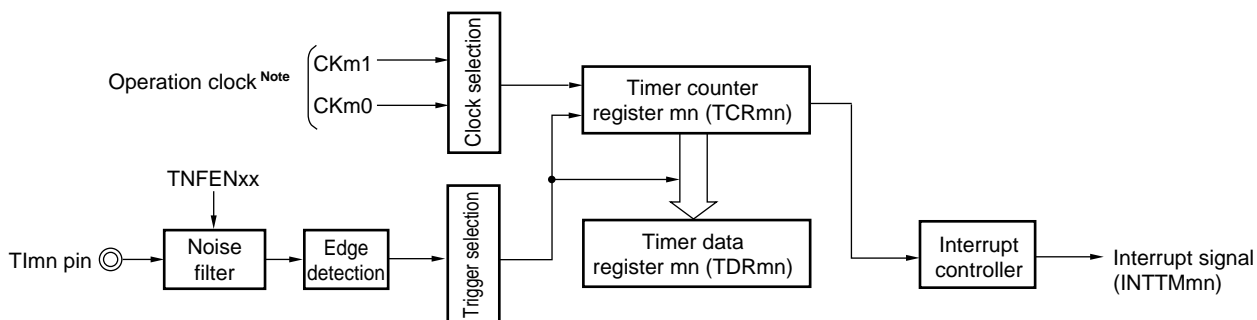 Operation clock Note
CKm1
CKm0
Clock selection
Timer counter
register mn (TCRmn)
TNFENxx
TImn pin
Noise
filter
Edge
detection
Trigger selection
Timer data
register mn (TDRmn)
Interrupt
controller
Interrupt signal
(INTTMmn)